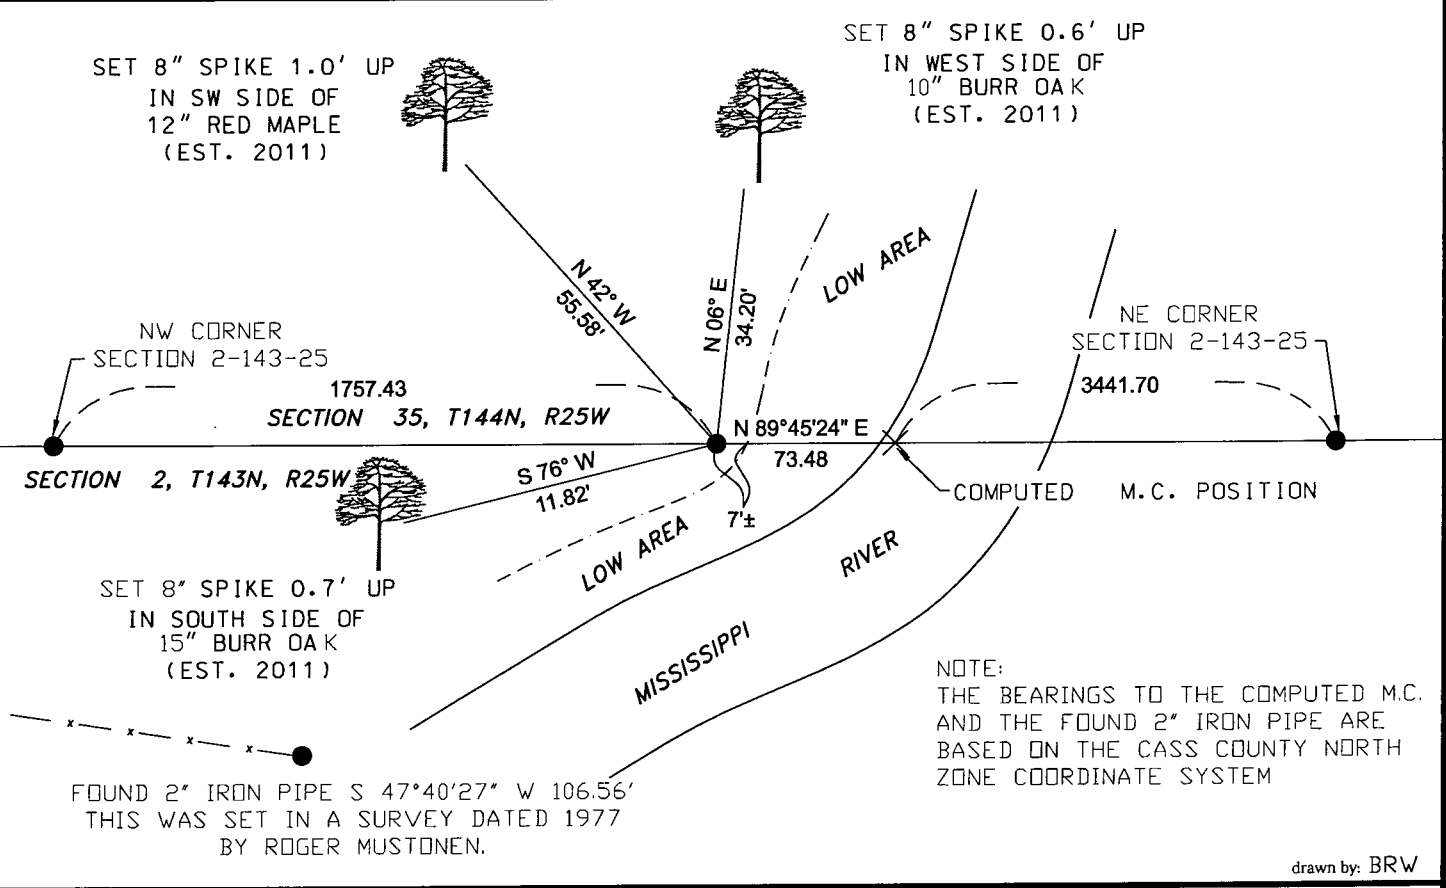 SET 8" SPIKE 1.0' UP
IN SW SIDE OF
12" RED MAPLE
(EST. 2011)
SET 8" SPIKE 0.6' UP
IN WEST SIDE OF
10" BURR OAK
(EST. 2011)
LOW AREA
N 42° W
55.58'
N 06° E
34.20'
NW CORNER
SECTION 2-143-25
NE CORNER
SECTION 2-143-25
1757.43
3441.70
SECTION 35, T144N, R25W
N 89°45'24" E
73.48
SECTION 2, T143N, R25W
S 76° W
11.82'
COMPUTED M.C. POSITION
7'±
LOW AREA
RIVER
MISSISSIPPI
SET 8" SPIKE 0.7' UP
IN SOUTH SIDE OF
15" BURR OAK
(EST. 2011)
x x x x
FOUND 2" IRON PIPE S 47°40'27" W 106.56'
THIS WAS SET IN A SURVEY DATED 1977
BY ROGER MUSTONEN.
NOTE:
THE BEARINGS TO THE COMPUTED M.C.
AND THE FOUND 2" IRON PIPE ARE
BASED ON THE CASS COUNTY NORTH
ZONE COORDINATE SYSTEM
drawn by: BRW